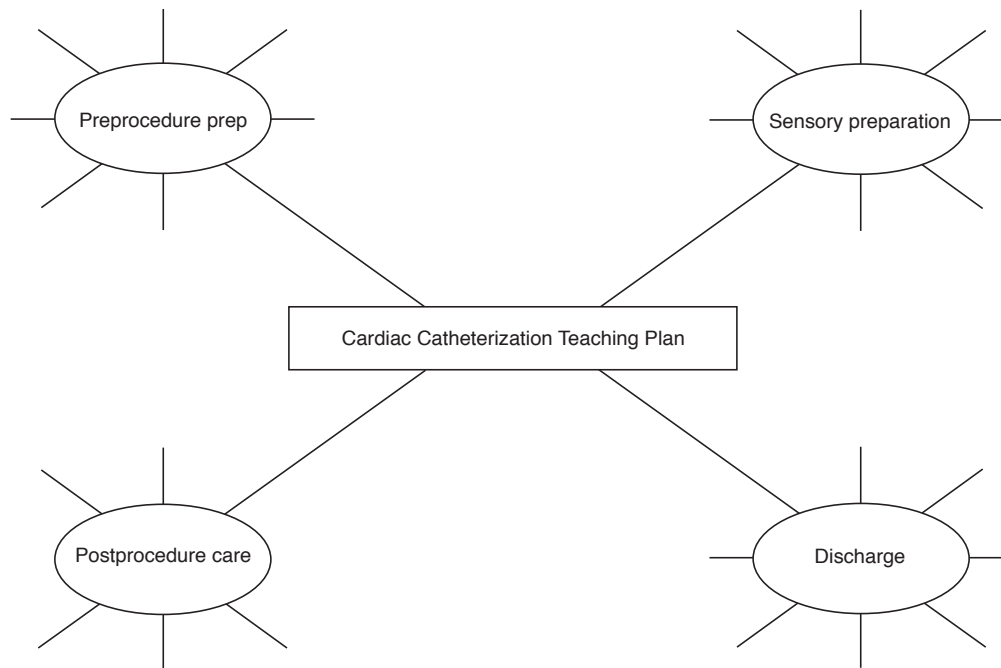 Preprocedure prep
Sensory preparation
Cardiac Catheterization Teaching Plan
Postprocedure care
Discharge